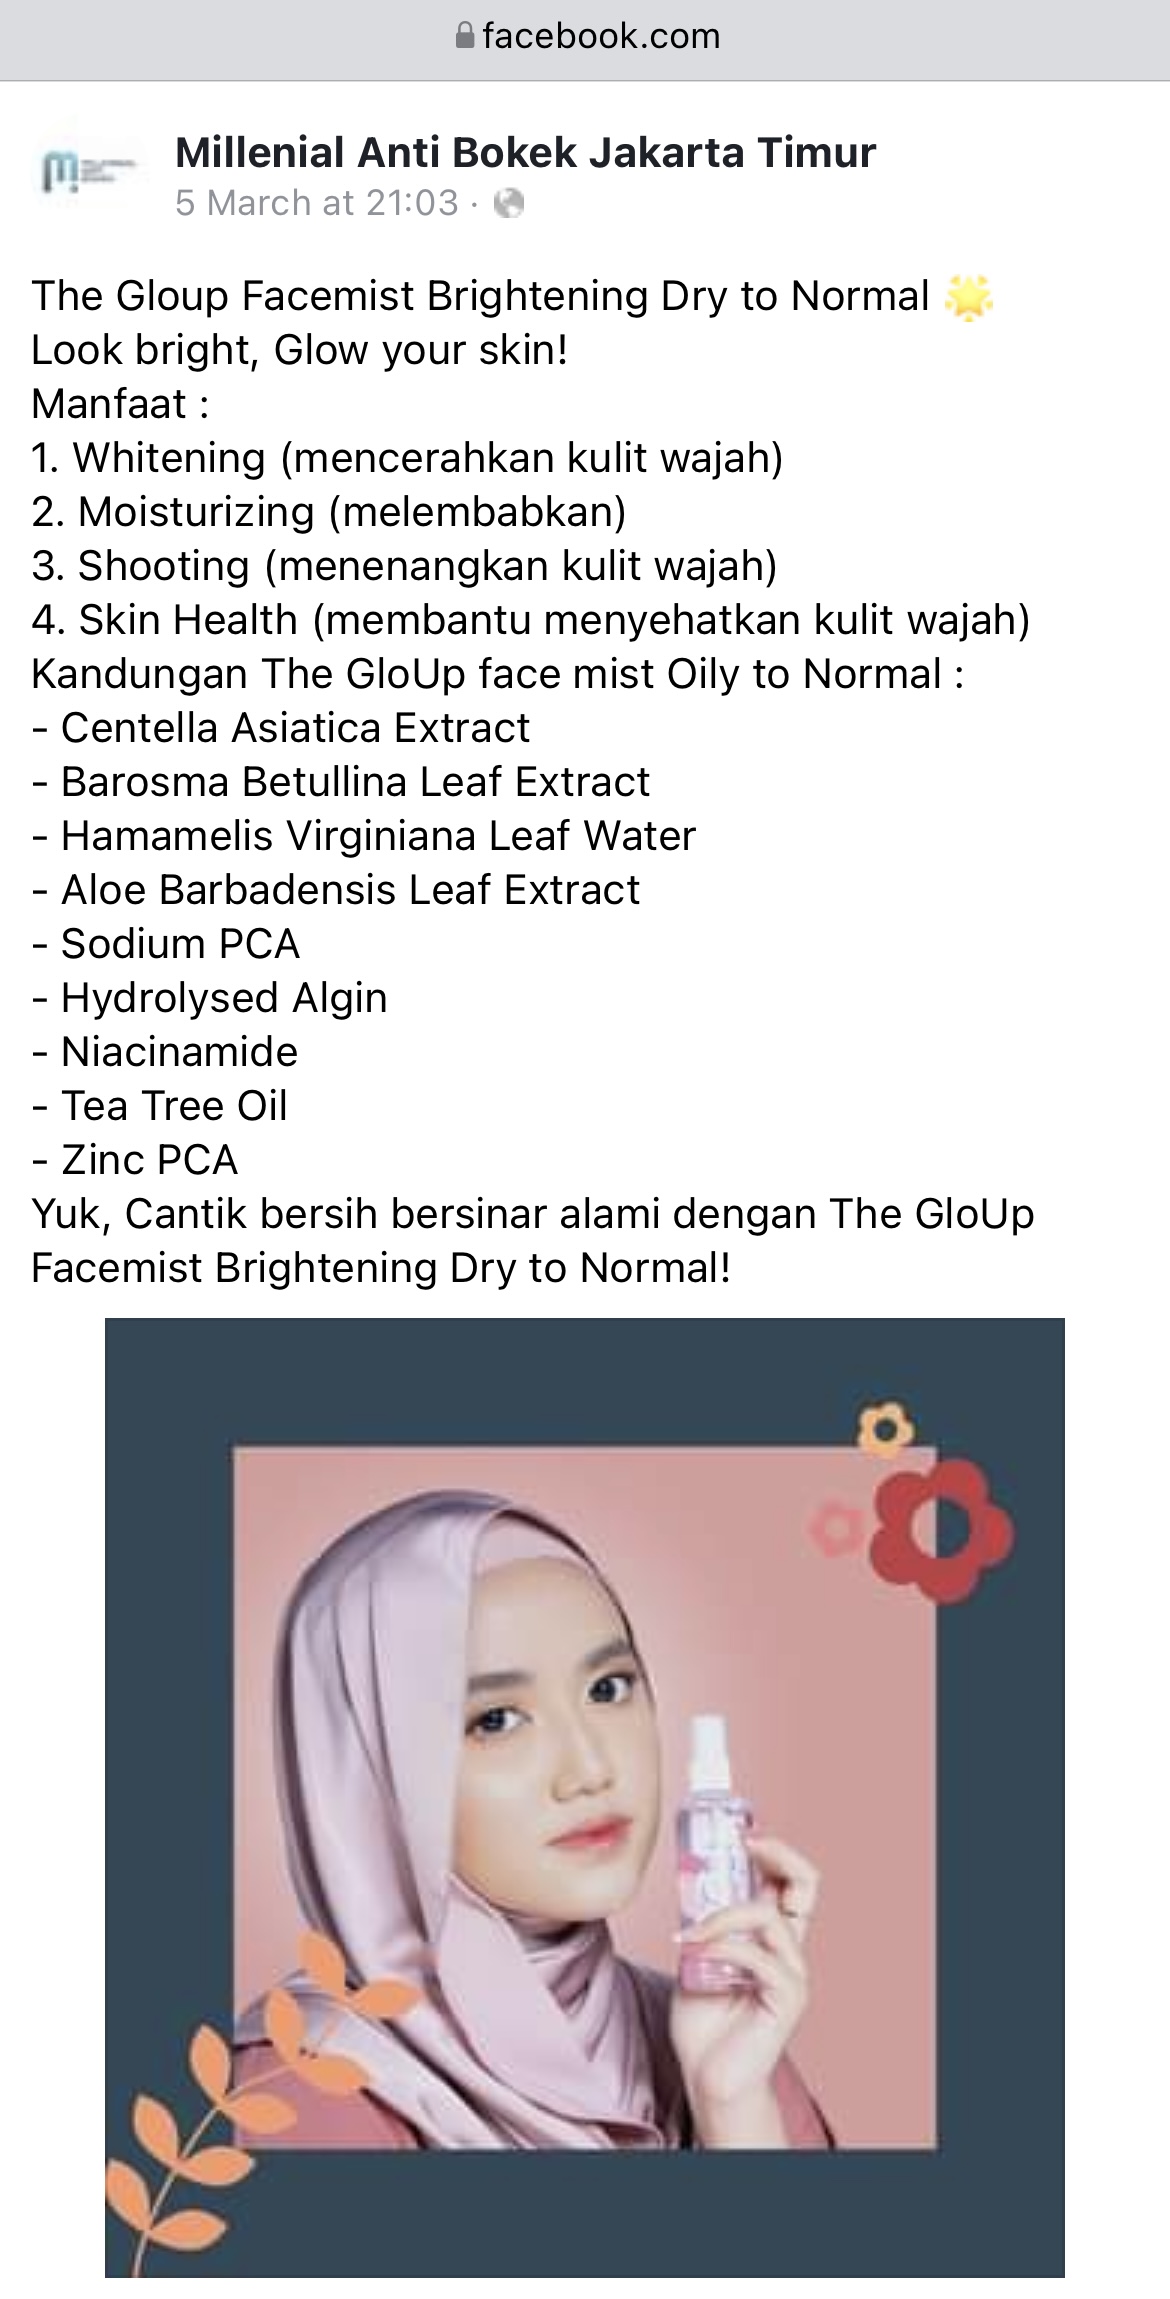 facebook.com
Millenial Anti Bokek Jakarta Timur
5 March at 21:03 ·
The Gloup Facemist Brightening Dry to Normal 🌟
Look bright, Glow your skin!
Manfaat :
1. Whitening (mencerahkan kulit wajah)
2. Moisturizing (melembabkan)
3. Shooting (menenangkan kulit wajah)
4. Skin Health (membantu menyehatkan kulit wajah)
Kandungan The GloUp face mist Oily to Normal :
- Centella Asiatica Extract
- Barosma Betullina Leaf Extract
- Hamamelis Virginiana Leaf Water
- Aloe Barbadensis Leaf Extract
- Sodium PCA
- Hydrolysed Algin
- Niacinamide
- Tea Tree Oil
- Zinc PCA
Yuk, Cantik bersih bersinar alami dengan The GloUp
Facemist Brightening Dry to Normal!